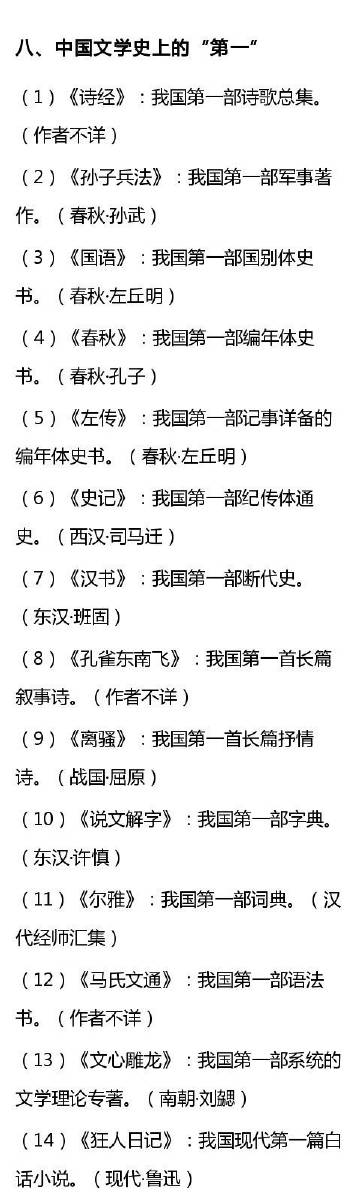 八、中国文学史上的“第一“
（1）《诗经》：我国第一部诗歌总集。
（作者不详）
（2）《孙子兵法》：我国第一部军事著
作。（春秋·孙武）
（3）《国语》：我国第一部国别体史
书。（春秋·左丘明）
（4）《春秋》：我国第一部编年体史
书。（春秋·孔子）
（5）《左传》：我国第一部记事详备的
编年体史书。（春秋·左丘明）
（6）《史记》：我国第一部纪传体通
史。（西汉·司马迁）
（7）《汉书》：我国第一部断代史。
（东汉·班固）
（8）《孔雀东南飞》：我国第一首长篇
叙事诗。（作者不详）
（9）《离骚》：我国第一首长篇抒情
诗。（战国·屈原）
（10）《说文解字》：我国第一部字典。
（东汉·许慎）
（11）《尔雅》：我国第一部词典。（汉
代经师汇集）
（12）《马氏文通》：我国第一部语法
书。（作者不详）
（13）《文心雕龙》：我国第一部系统的
文学理论专著。（南朝·刘勰）
（14）《狂人日记》：我国现代第一篇白
话小说。（现代·鲁迅）